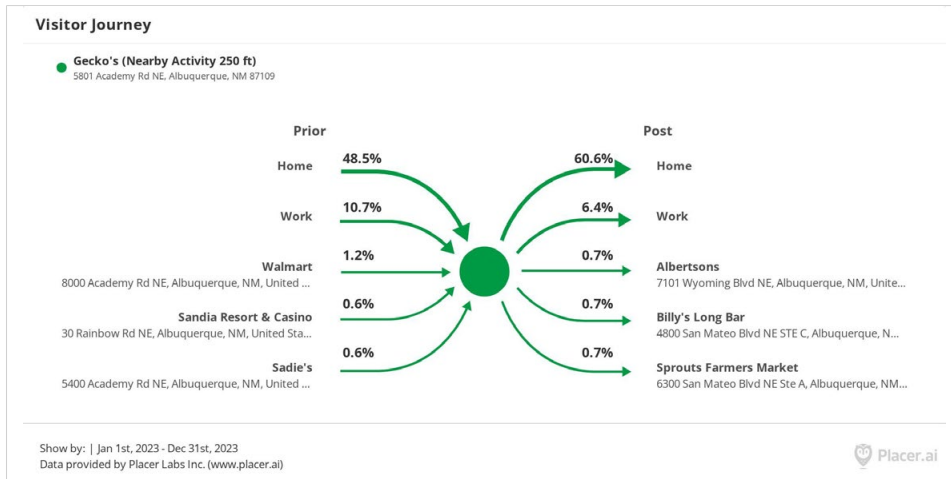 Visitor Journey
Gecko's (Nearby Activity 250 ft)
5801 Academy Rd NE, Albuquerque, NM 87109
Prior
Post
Home
48.5%
60.6%
Home
Work
10.7%
6.4%
Work
Walmart
8000 Academy Rd NE, Albuquerque, NM, United ...
1.2%
0.7%
Albertsons
7101 Wyoming Blvd NE, Albuquerque, NM, Unite...
Sandia Resort & Casino
30 Rainbow Rd NE, Albuquerque, NM, United Sta...
0.6%
0.7%
Billy's Long Bar
4800 San Mateo Blvd NE STE C, Albuquerque, N...
Sadie's
5400 Academy Rd NE, Albuquerque, NM, United ...
0.6%
0.7%
Sprouts Farmers Market
6300 San Mateo Blvd NE Ste A, Albuquerque, NM...
Show by: | Jan 1st, 2023 - Dec 31st, 2023
Data provided by Placer Labs Inc. (www.placer.ai)
Placer.ai